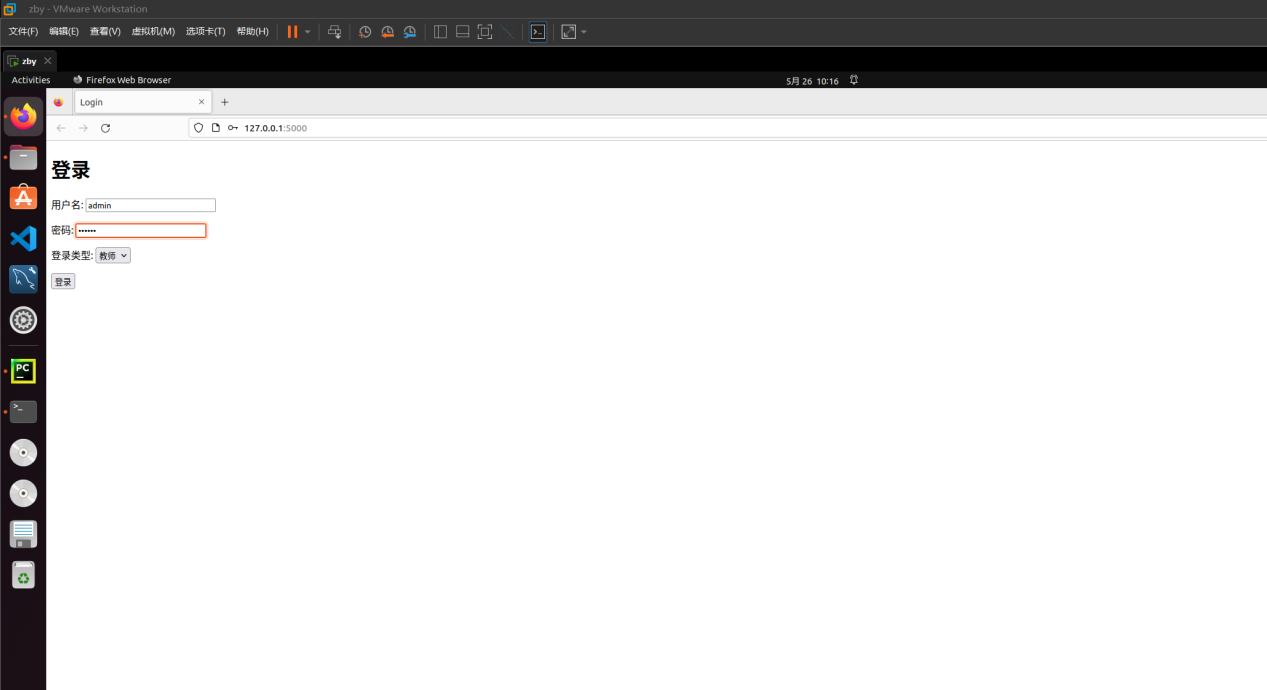 zby - VMware Workstation
文件(F) 编辑(E) 查看(V) 虚拟机(M) 选项卡(T) 帮助(H)
zby
Activities Firefox Web Browser 5月 26 10:16
Login
127.0.0.1:5000
登录
用户名: admin
密码: ••••••
登录类型: 教师
登录
PC